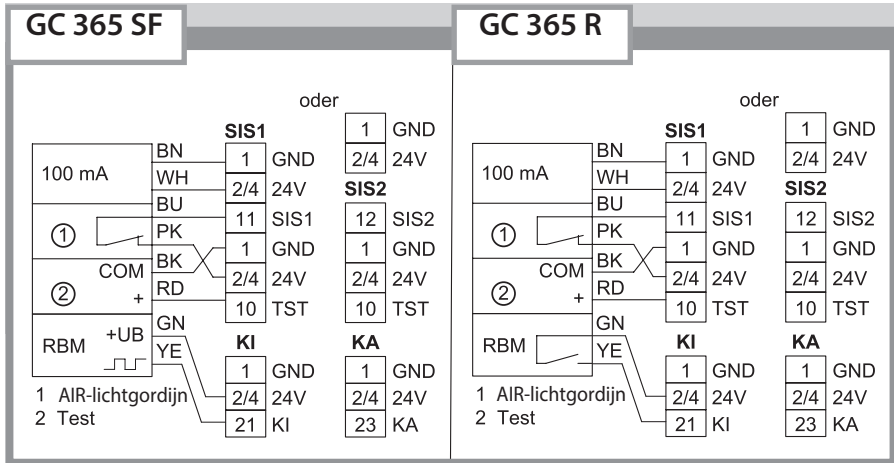 GC 365 SF
oder
SIS1
1 GND
BN
1 GND
2/4 24V
100 mA
WH
2/4 24V
SIS2
BU
11 SIS1
12 SIS2
1
PK
1 GND
1 GND
COM
BK
2/4 24V
2/4 24V
2
+
RD
10 TST
10 TST
GN
RBM
+UB
KI
KA
YE
1 GND
1 GND
1 AIR-lichtgordijn
2/4 24V
2/4 24V
2 Test
21 KI
23 KA
GC 365 R
oder
SIS1
1 GND
BN
1 GND
2/4 24V
100 mA
WH
2/4 24V
SIS2
BU
11 SIS1
12 SIS2
1
PK
1 GND
1 GND
COM
BK
2/4 24V
2/4 24V
2
+
RD
10 TST
10 TST
GN
RBM
KI
KA
YE
1 GND
1 GND
1 AIR-lichtgordijn
2/4 24V
2/4 24V
2 Test
21 KI
23 KA